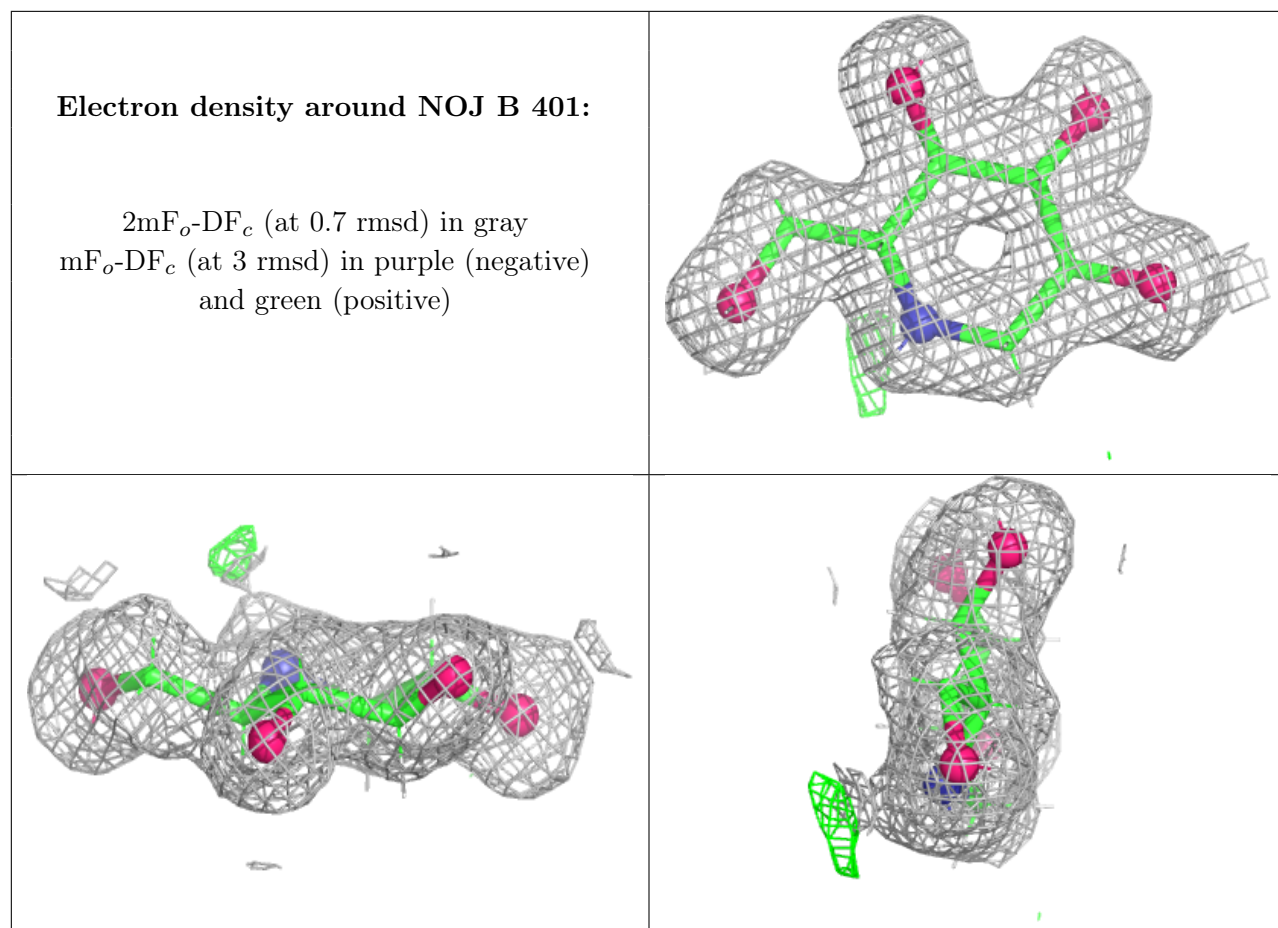 Electron density around NOJ B 401:
2mFo-DFc (at 0.7 rmsd) in gray
mFo-DFc (at 3 rmsd) in purple (negative)
and green (positive)